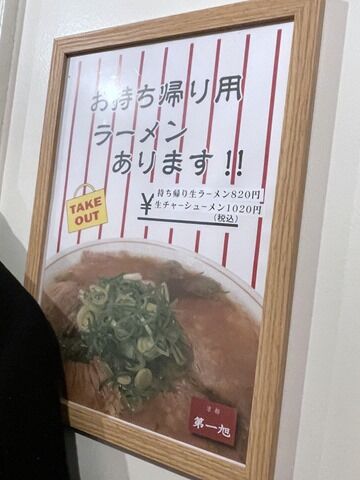 お持ち帰り用
ラーメン
あります!!
TAKE
OUT
¥
持ち帰り生ラーメン820円
生チャーシューメン1020円
(税込)
京都
第一旭